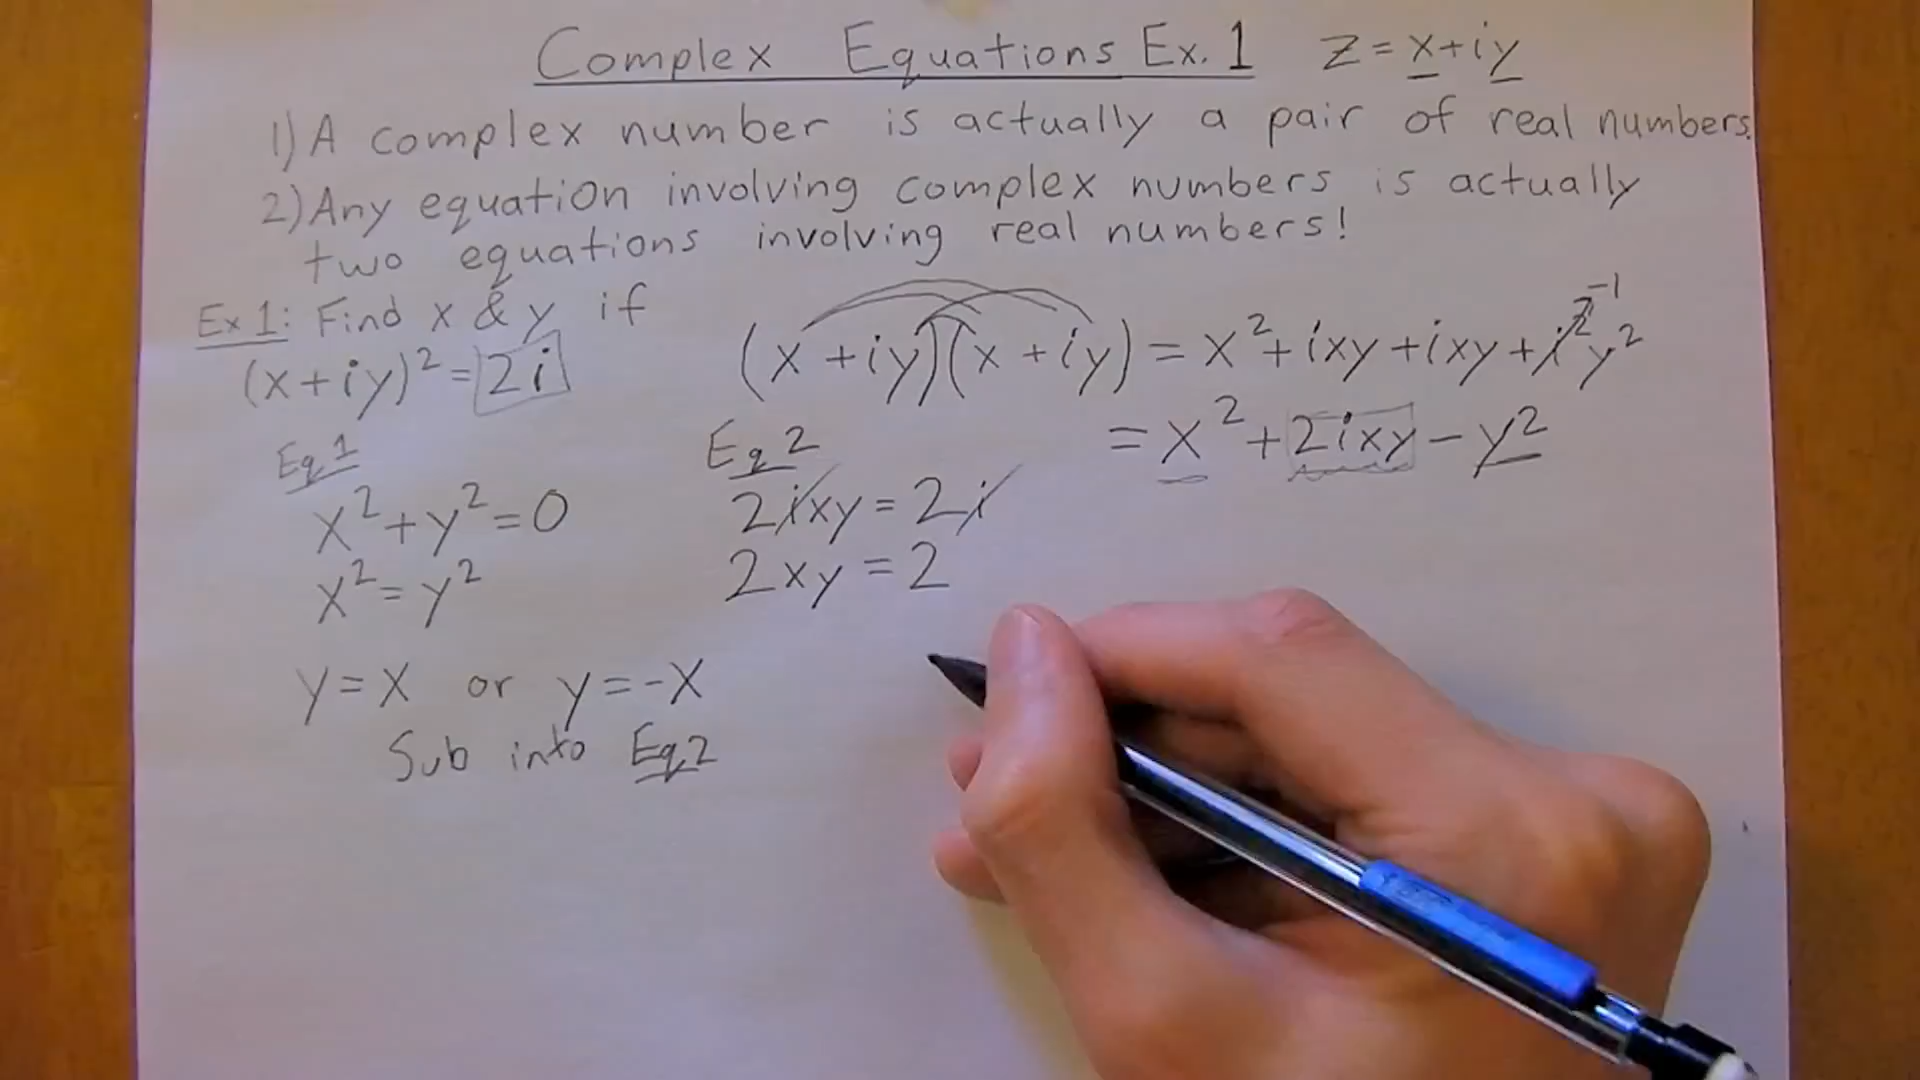 Complex Equations Ex. 1 z = x+iy
1) A complex number is actually a pair of real numbers.
2) Any equation involving complex numbers is actually
two equations involving real numbers!
Ex 1: Find x & y if
(x+iy)² = 2i
(x + iy)(x + iy) = x² + ixy + ixy + i²y² -1
= x² + 2ixy - y²
Eq 1
x² + y² = 0
x² = y²
y = x or y = -x
Sub into Eq 2
Eq 2
2ixy = 2i
2xy = 2